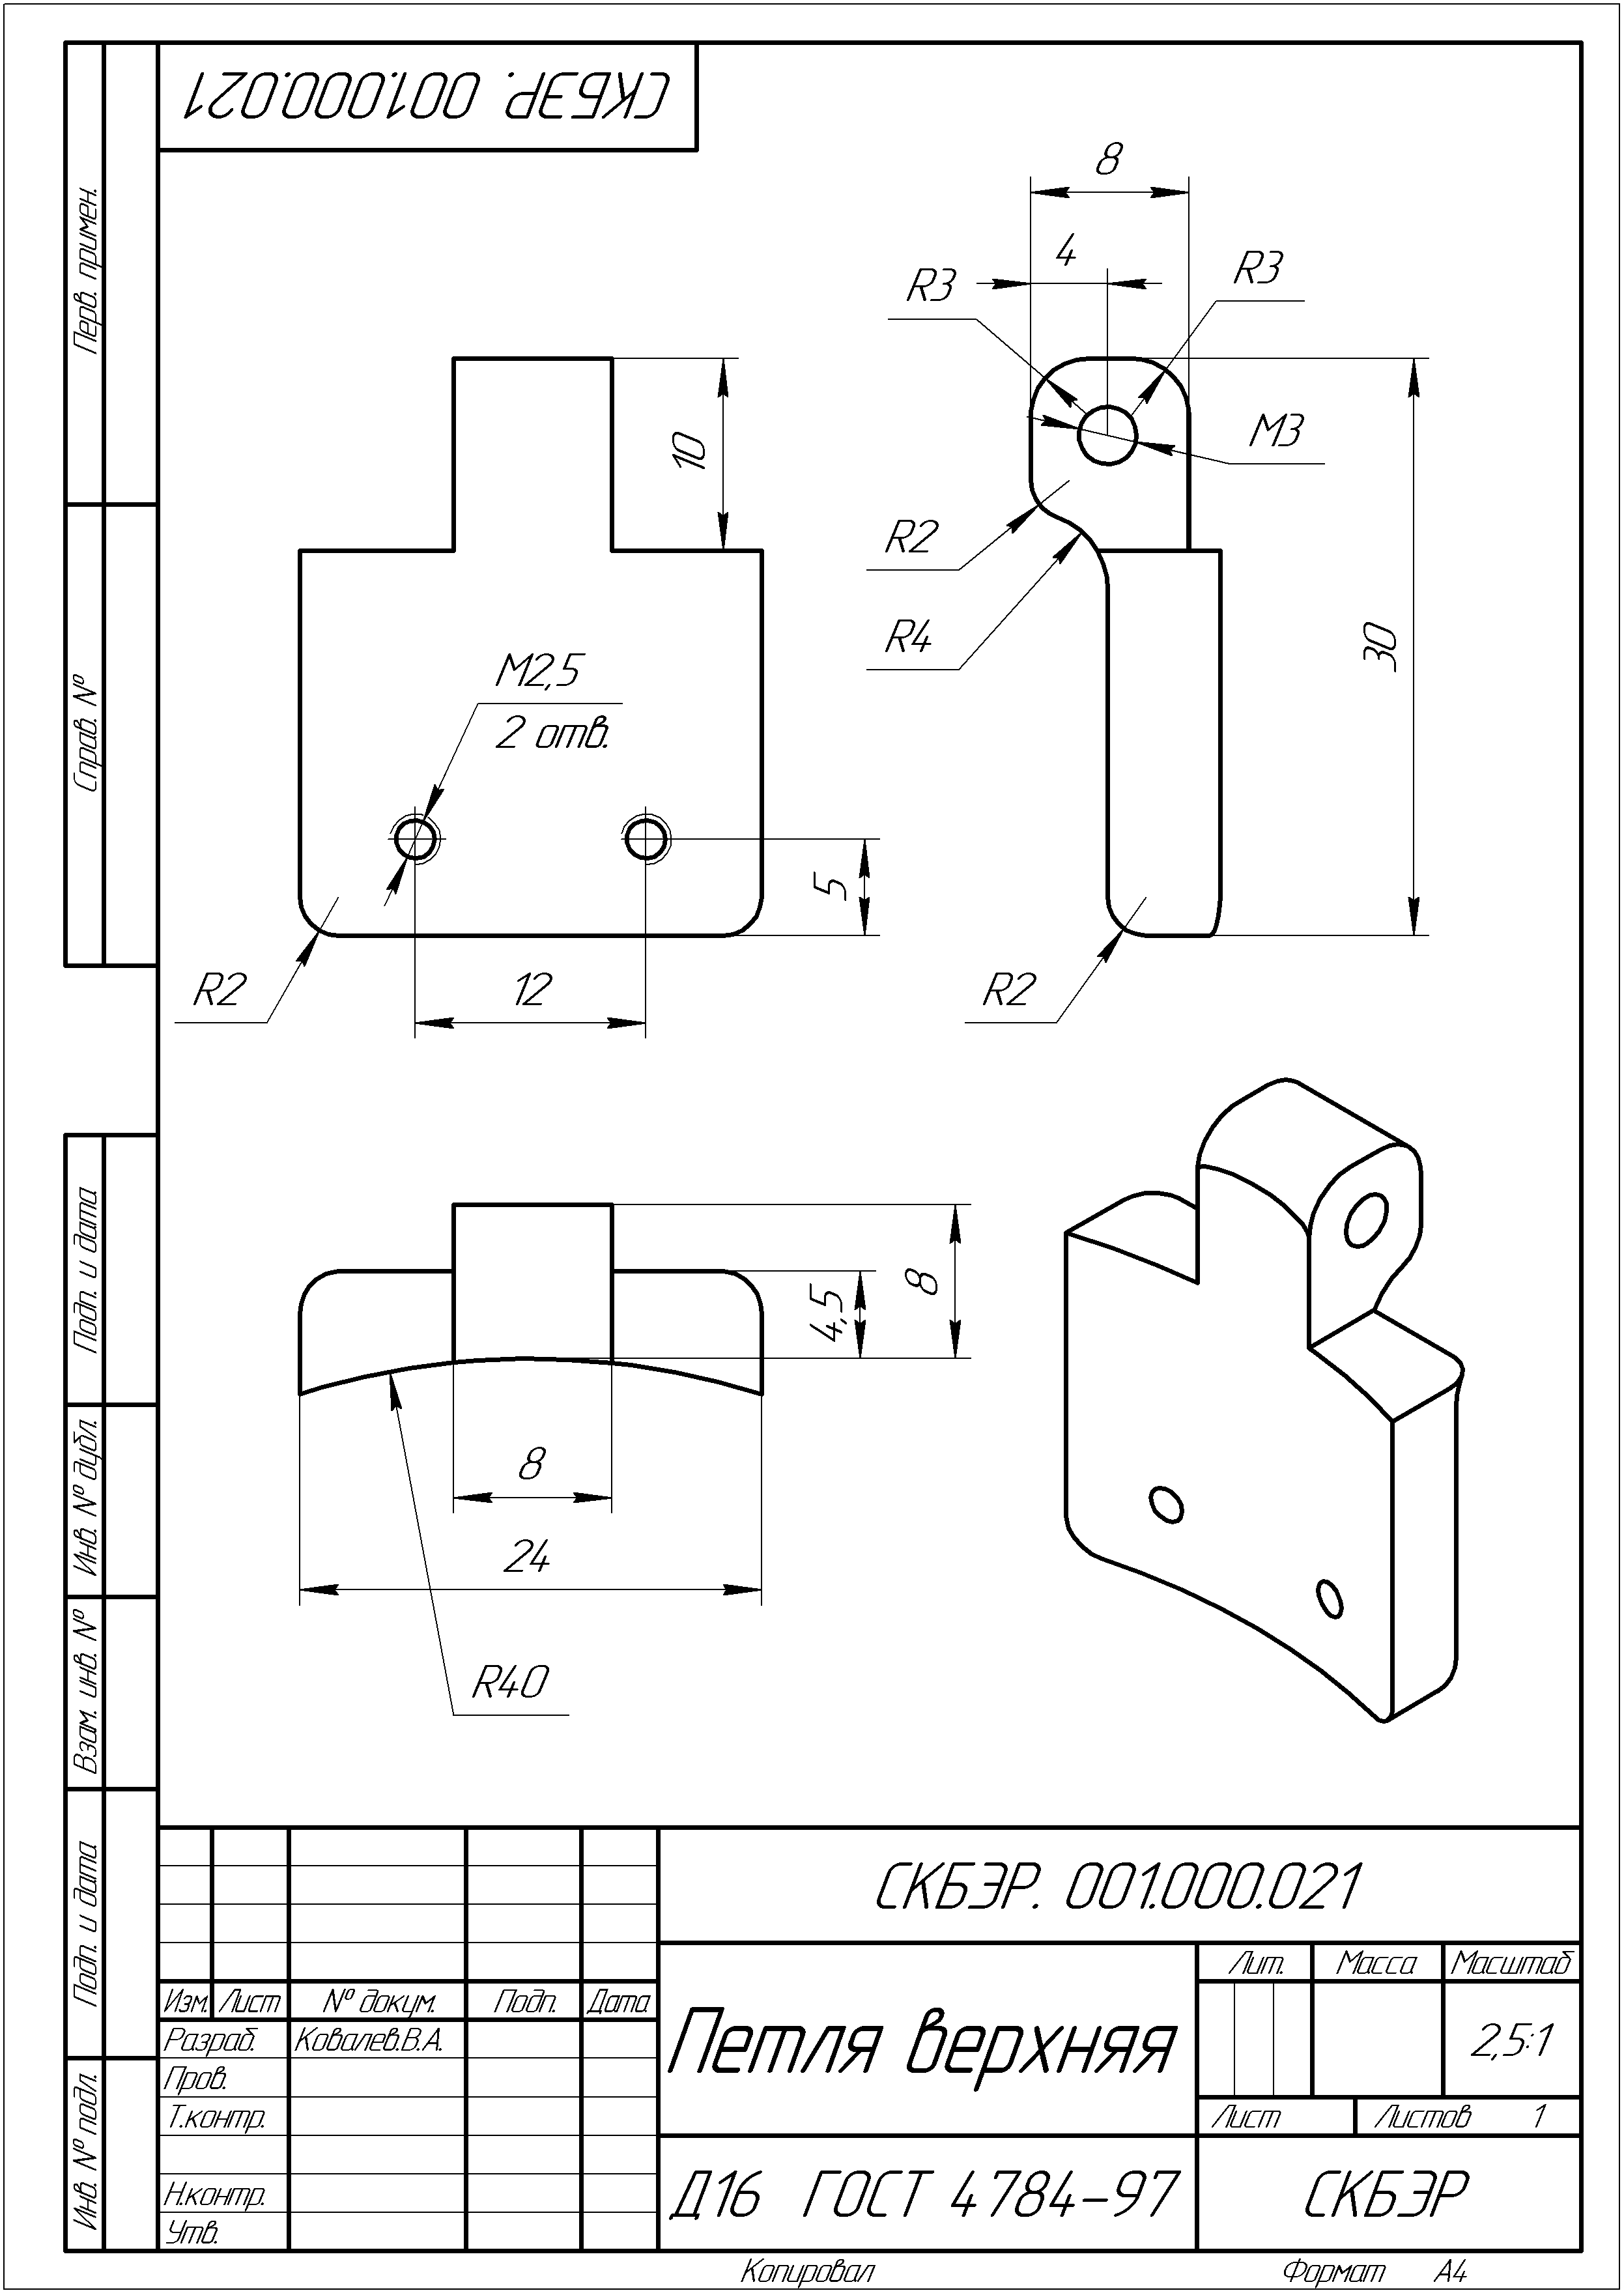 СКБЭР. 001.000.021
Перв. примен.
Справ. №
Подп. и дата
Инв. № дубл.
Взам. инв. №
Подп. и дата
Инв. № подл.
10
M2,5
2 отв.
5
R2
12
8
4
R3
R3
M3
R2
R4
30
R2
8
4,5
8
24
R40
СКБЭР. 001.000.021
Лит. Масса Масштаб
Изм. Лист № докум. Подп. Дата
Разраб. Ковалев.В.А.
Петля верхняя
2,5:1
Пров.
Т.контр.
Лист Листов 1
Н.контр.
Утв.
Д16 ГОСТ 4784-97
СКБЭР
Копировал Формат А4